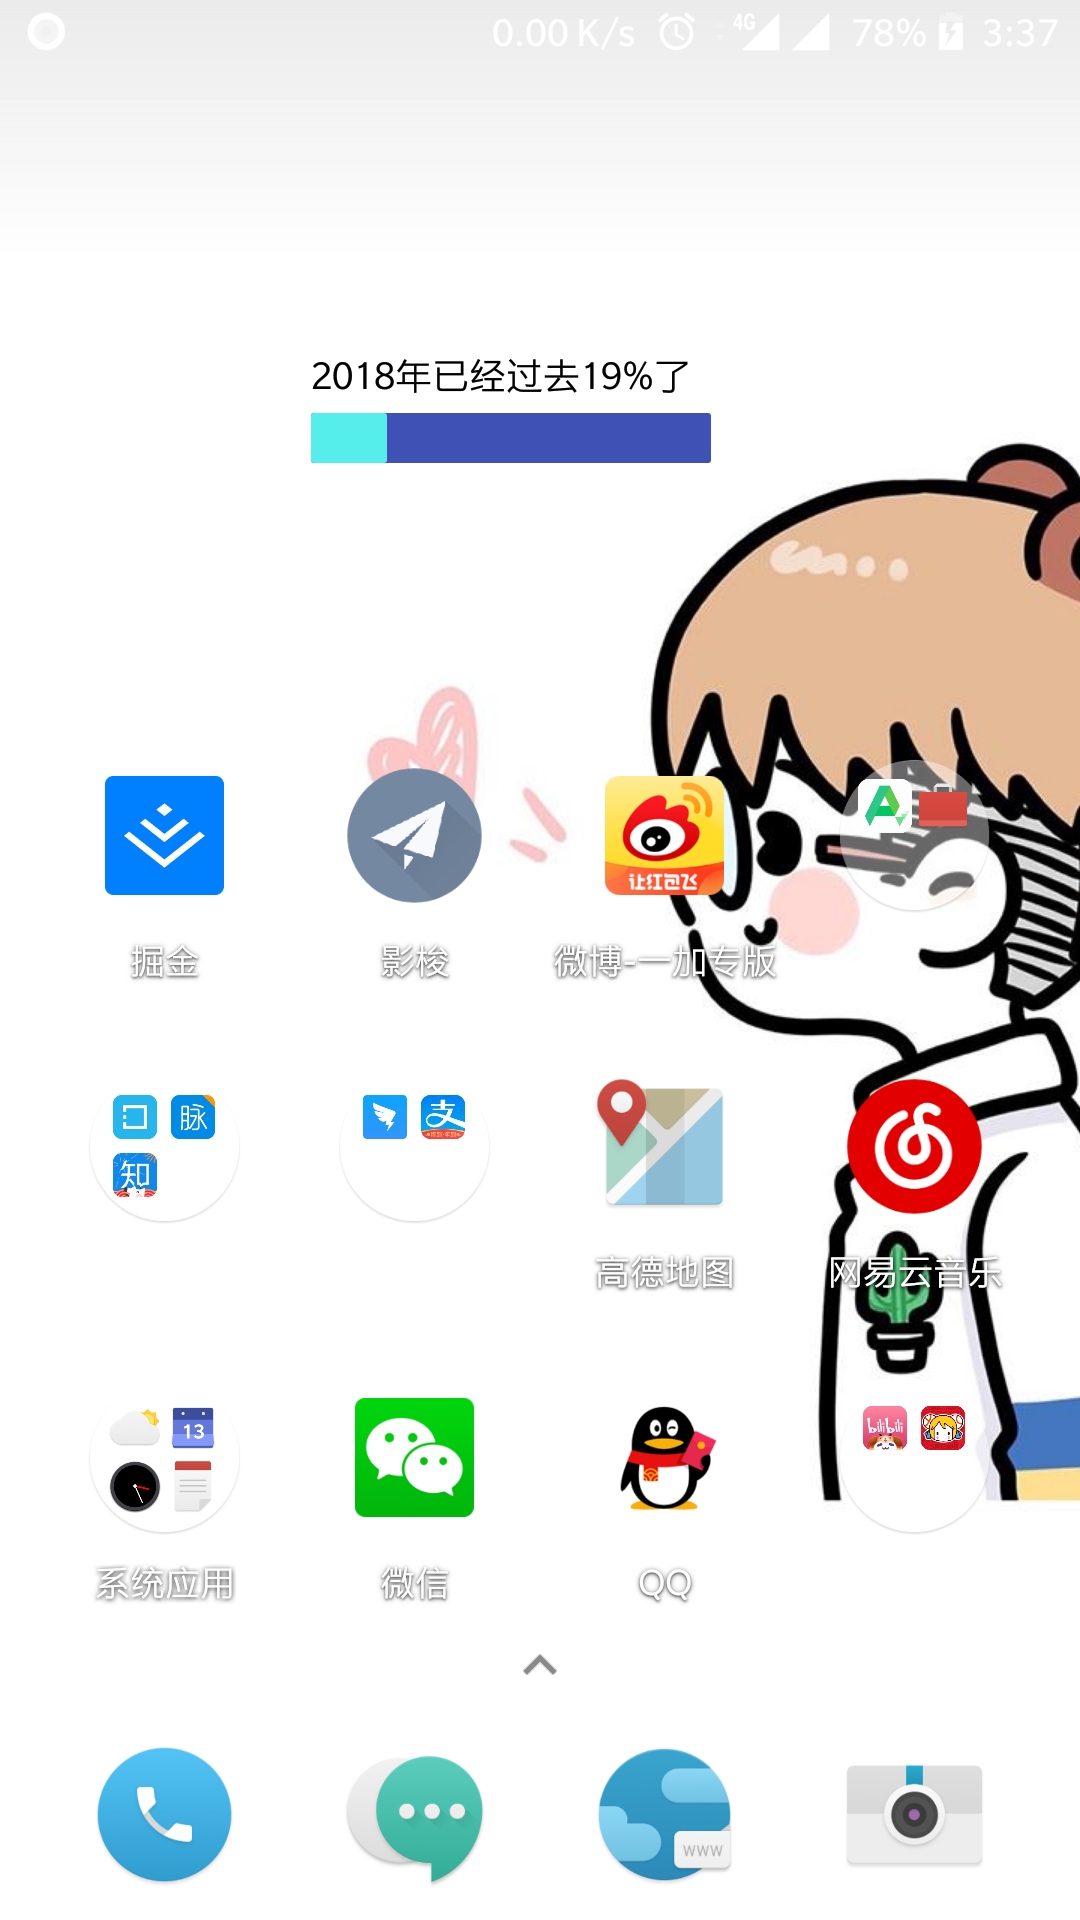 0.00 K/s 4G 78% 3:37
2018年已经过去19%了
让红包飞
掘金 影梭 微博-一加专版
脉 支
知
高德地图 网易云音乐
13 bilibili
系统应用 微信 QQ
www